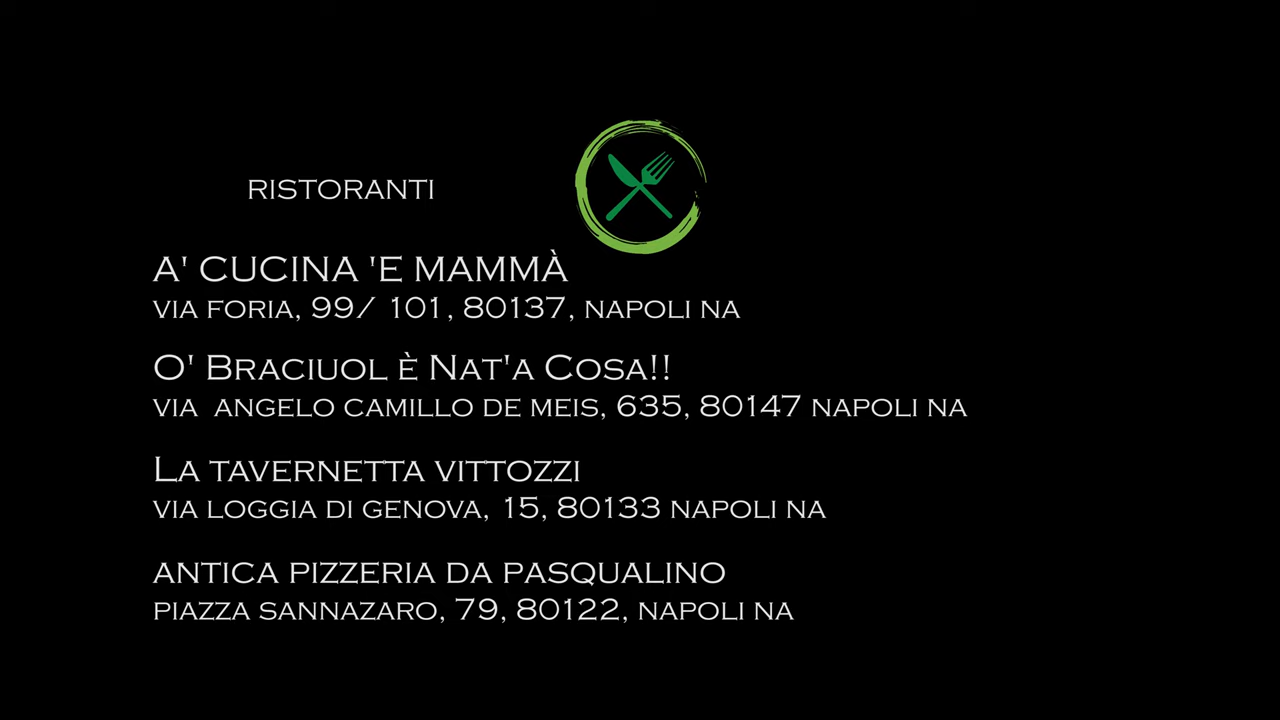 RISTORANTI
A' CUCINA 'E MAMMÀ
VIA FORIA, 99/ 101, 80137, NAPOLI NA
O' BRACIUOL È NAT'A COSA!!
VIA ANGELO CAMILLO DE MEIS, 635, 80147 NAPOLI NA
LA TAVERNETTA VITTOZZI
VIA LOGGIA DI GENOVA, 15, 80133 NAPOLI NA
ANTICA PIZZERIA DA PASQUALINO
PIAZZA SANNAZARO, 79, 80122, NAPOLI NA